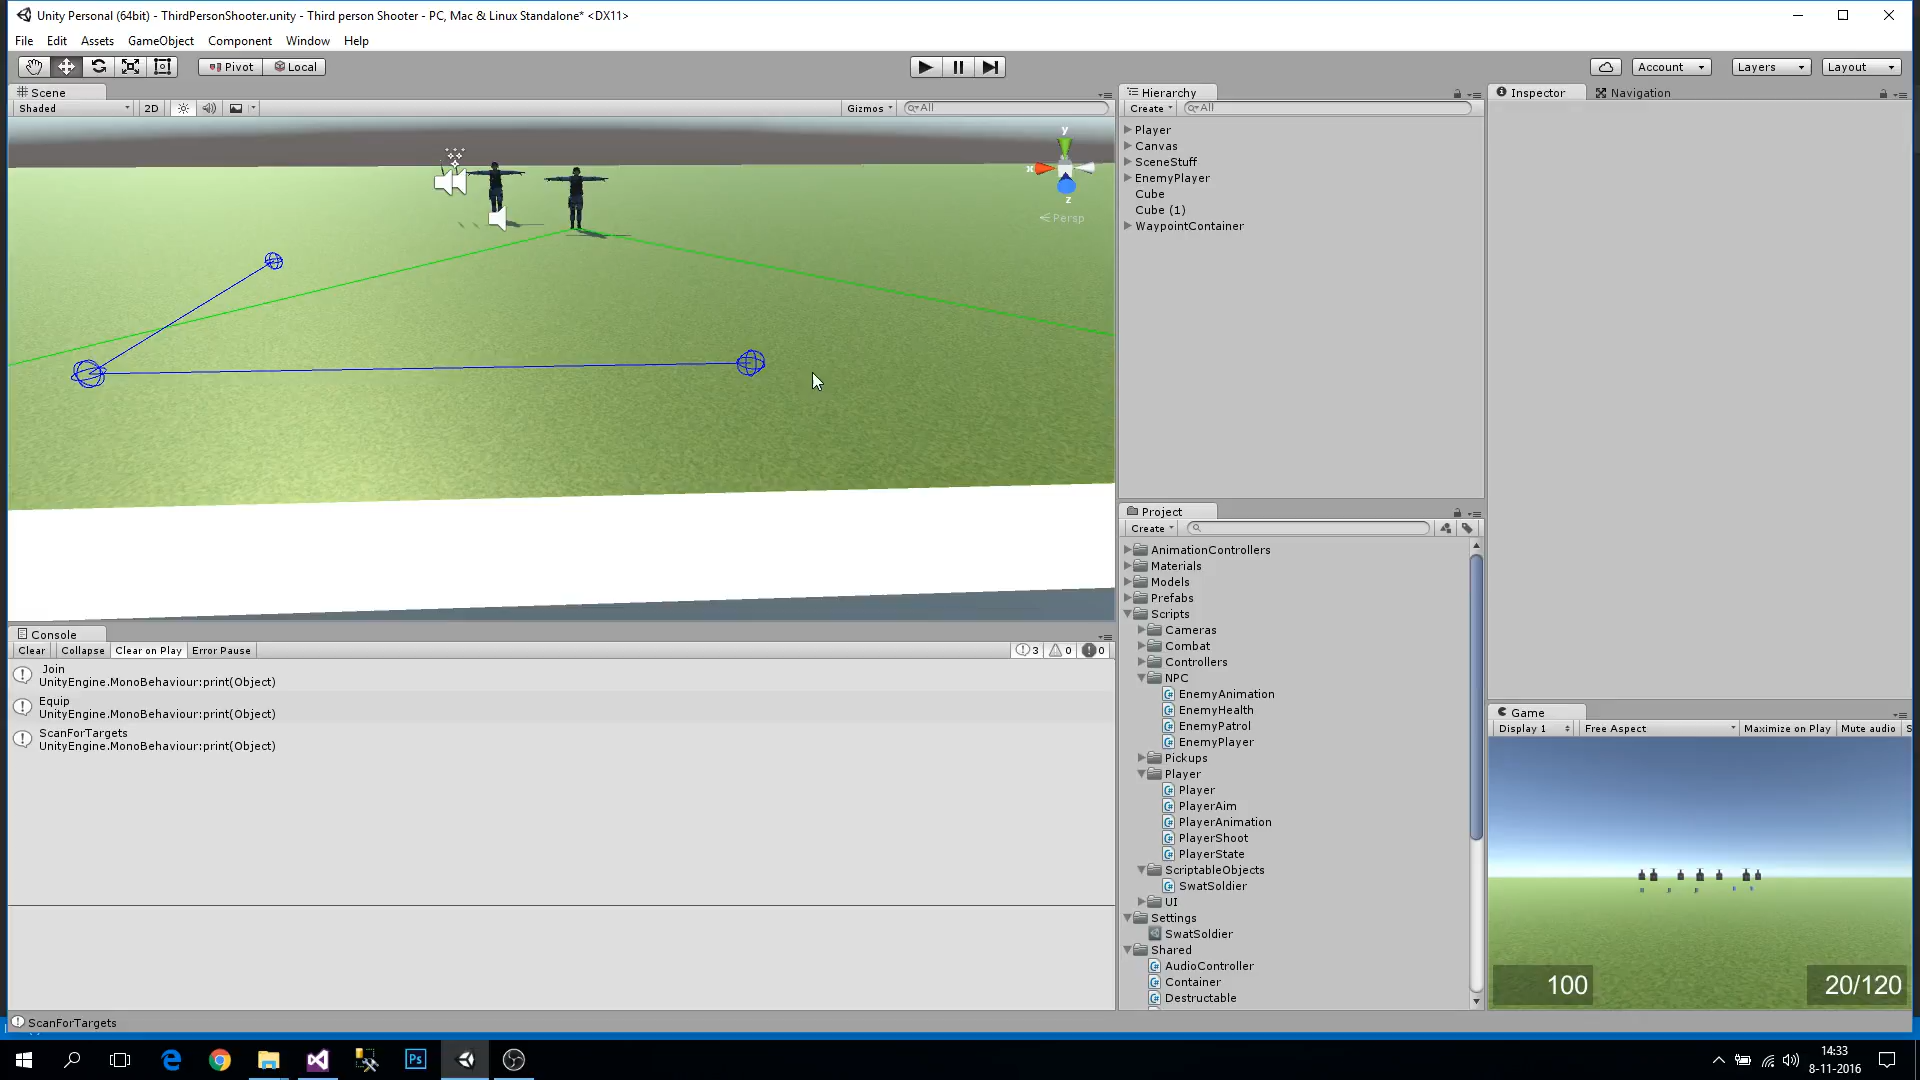 Unity Personal (64bit) - ThirdPersonShooter.unity - Third person Shooter - PC, Mac & Linux Standalone* <DX11>
File Edit Assets GameObject Component Window Help
Pivot Local Account Layers Layout
Scene
Shaded 2D Gizmos All
y
x
z
Persp
Hierarchy
Create All
Player
Canvas
SceneStuff
EnemyPlayer
Cube
Cube (1)
WaypointContainer
Inspector Navigation
Project
Create
AnimationControllers
Materials
Models
Prefabs
Scripts
Cameras
Combat
Controllers
NPC
EnemyAnimation
EnemyHealth
EnemyPatrol
EnemyPlayer
Pickups
Player
Player
PlayerAim
PlayerAnimation
PlayerShoot
PlayerState
ScriptableObjects
SwatSoldier
UI
Settings
SwatSoldier
Shared
AudioController
Container
Destructable
Console
Clear Collapse Clear on Play Error Pause 3 0 0
Join
UnityEngine.MonoBehaviour:print(Object)
Equip
UnityEngine.MonoBehaviour:print(Object)
ScanForTargets
UnityEngine.MonoBehaviour:print(Object)
Game
Display 1 Free Aspect Maximize on Play Mute audio S
100 20/120
ScanForTargets
Ps
14:33
8-11-2016